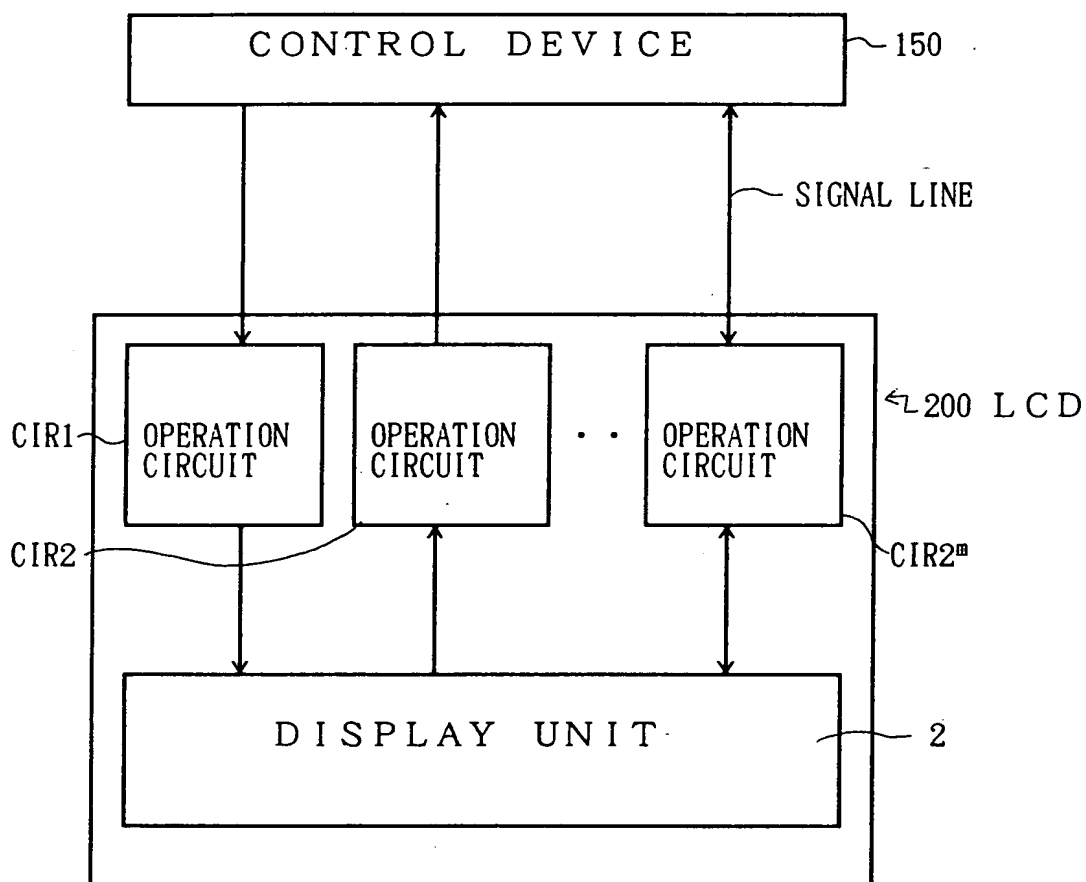 CONTROL DEVICE
150
SIGNAL LINE
200 LCD
CIR1
OPERATION
CIRCUIT
OPERATION
CIRCUIT
. .
OPERATION
CIRCUIT
CIR2
CIR2ᵐ
DISPLAY UNIT
2